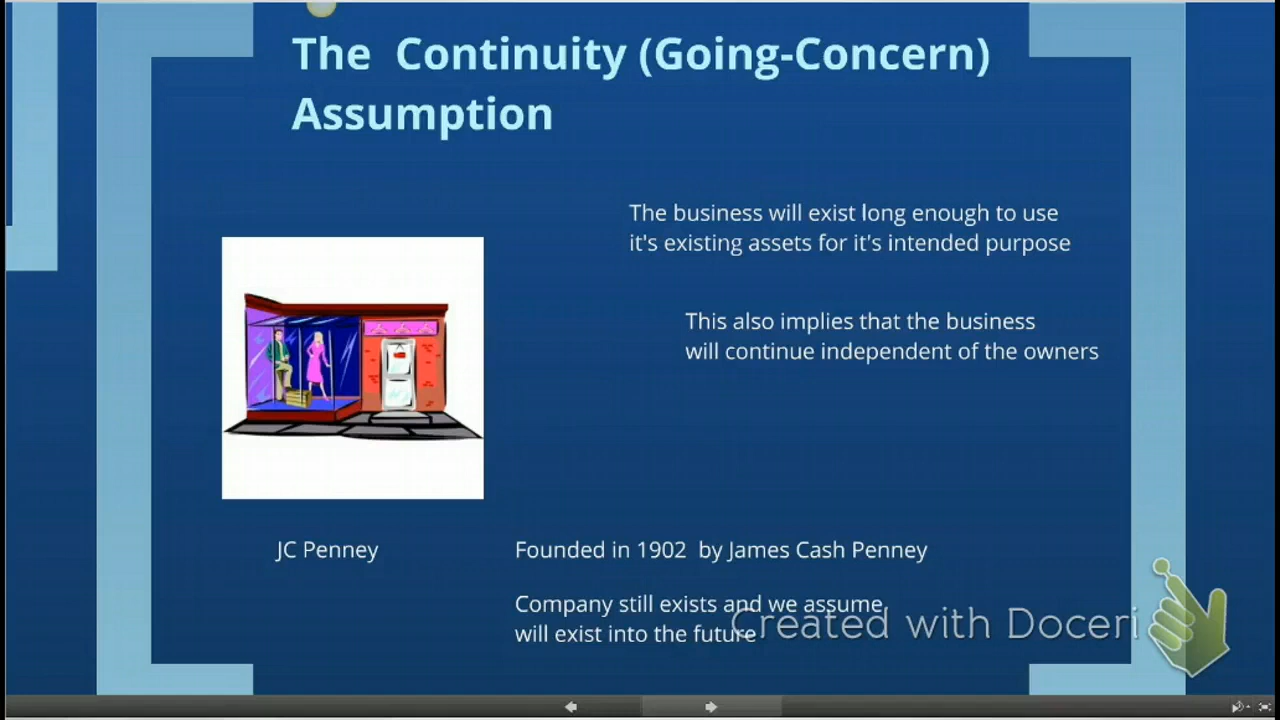 The Continuity (Going-Concern)
Assumption
The business will exist long enough to use
it's existing assets for it's intended purpose
This also implies that the business
will continue independent of the owners
JC Penney
Founded in 1902 by James Cash Penney
Company still exists and we assume
will exist into the future
Created with Doceri